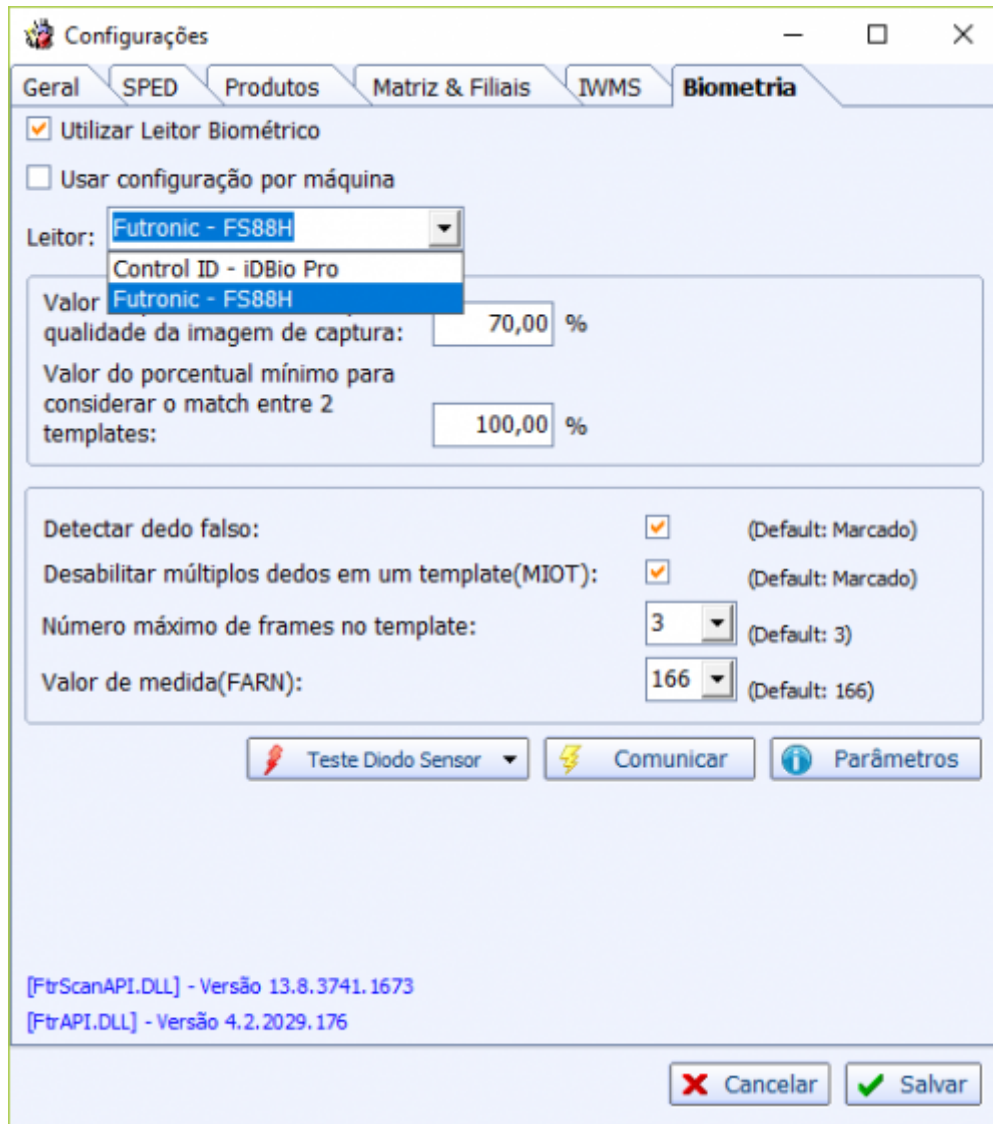 Configurações
Geral SPED Produtos Matriz & Filiais IWMS Biometria
Utilizar Leitor Biométrico
Usar configuração por máquina
Leitor: Futronic - FS88H
Control ID - iDBio Pro
Futronic - FS88H
Valor
qualidade da imagem de captura: 70,00 %
Valor do porcentual mínimo para
considerar o match entre 2
templates: 100,00 %
Detectar dedo falso: (Default: Marcado)
Desabilitar múltiplos dedos em um template(MIOT): (Default: Marcado)
Número máximo de frames no template: 3 (Default: 3)
Valor de medida(FARN): 166 (Default: 166)
Teste Diodo Sensor Comunicar Parâmetros
[FtrScanAPI.DLL] - Versão 13.8.3741.1673
[FtrAPI.DLL] - Versão 4.2.2029.176
Cancelar Salvar